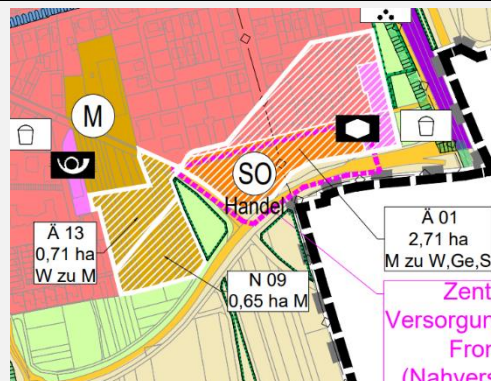 M
SO
Handel
Ä 13
0,71 ha
W zu M
N 09
0,65 ha M
Ä 01
2,71 ha
M zu W,Ge,S
Zent
Versorgun
Fron
(Nahvers